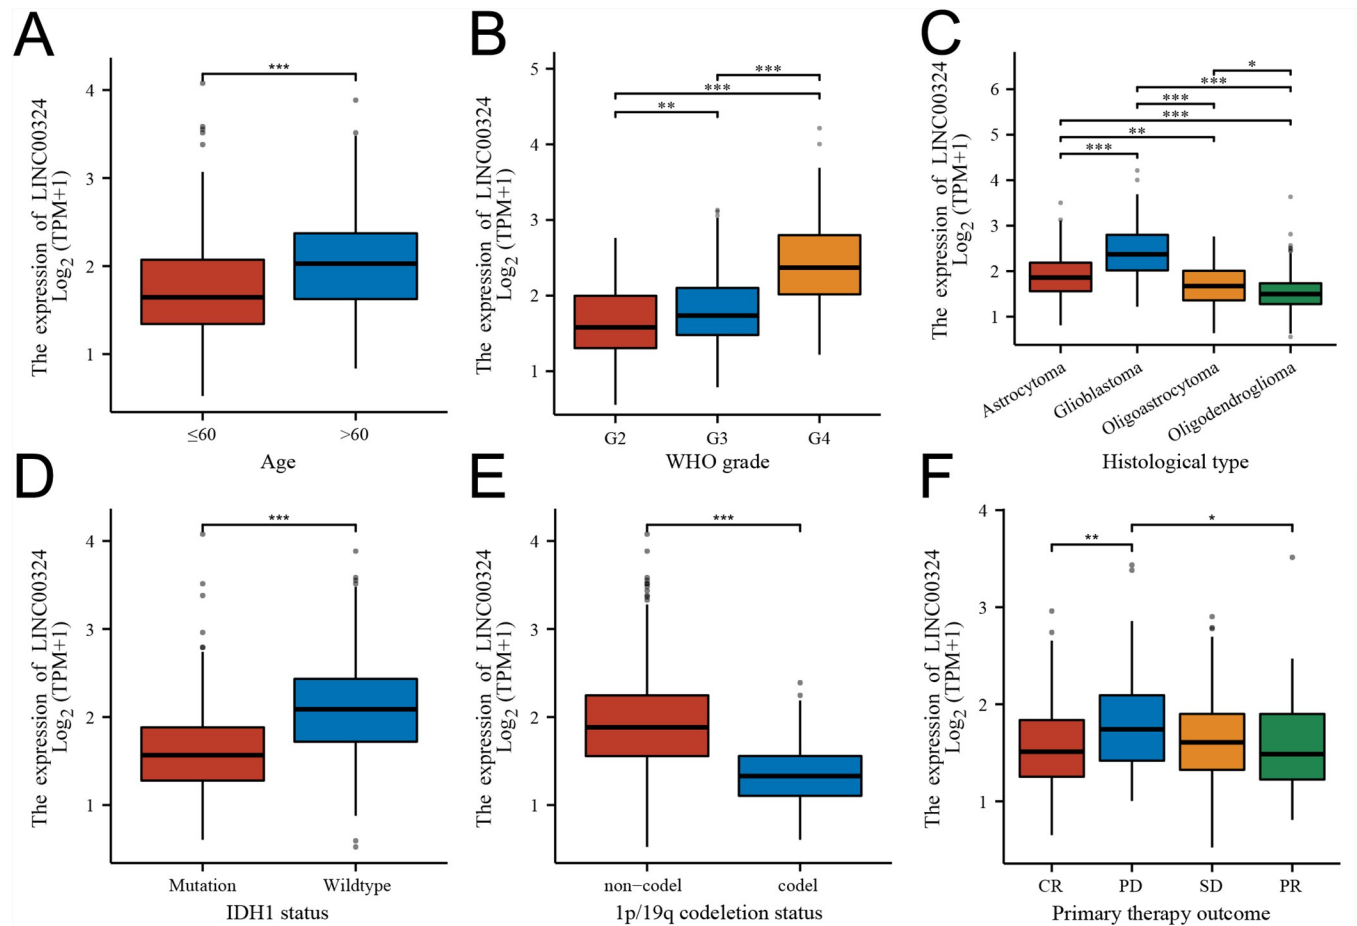 A
The expression of LINC00324
Log2 (TPM+1)
***
4
3
2
1
≤60
>60
Age
B
The expression of LINC00324
Log2 (TPM+1)
***
***
**
5
4
3
2
1
G2
G3
G4
WHO grade
C
The expression of LINC00324
Log2 (TPM+1)
*
***
***
***
**
***
6
5
4
3
2
1
Astrocytoma
Glioblastoma
Oligoastrocytoma
Oligodendroglioma
Histological type
D
The expression of LINC00324
Log2 (TPM+1)
***
4
3
2
1
Mutation
Wildtype
IDH1 status
E
The expression of LINC00324
Log2 (TPM+1)
***
4
3
2
1
non−codel
codel
1p/19q codeletion status
F
The expression of LINC00324
Log2 (TPM+1)
*
**
4
3
2
1
CR
PD
SD
PR
Primary therapy outcome